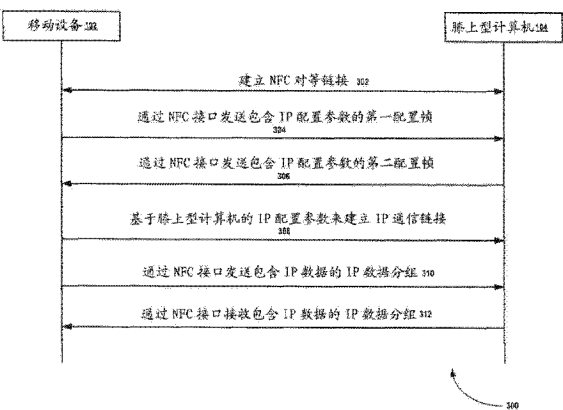 移动设备 102
膝上型计算机 104
建立 NFC 对等链接 302
通过 NFC 接口发送包含 IP 配置参数的第一配置帧
304
通过 NFC 接口发送包含 IP 配置参数的第二配置帧
306
基于膝上型计算机的 IP 配置参数来建立 IP 通信链接
308
通过 NFC 接口发送包含 IP 数据的 IP 数据分组 310
通过 NFC 接口接收包含 IP 数据的 IP 数据分组 312
300